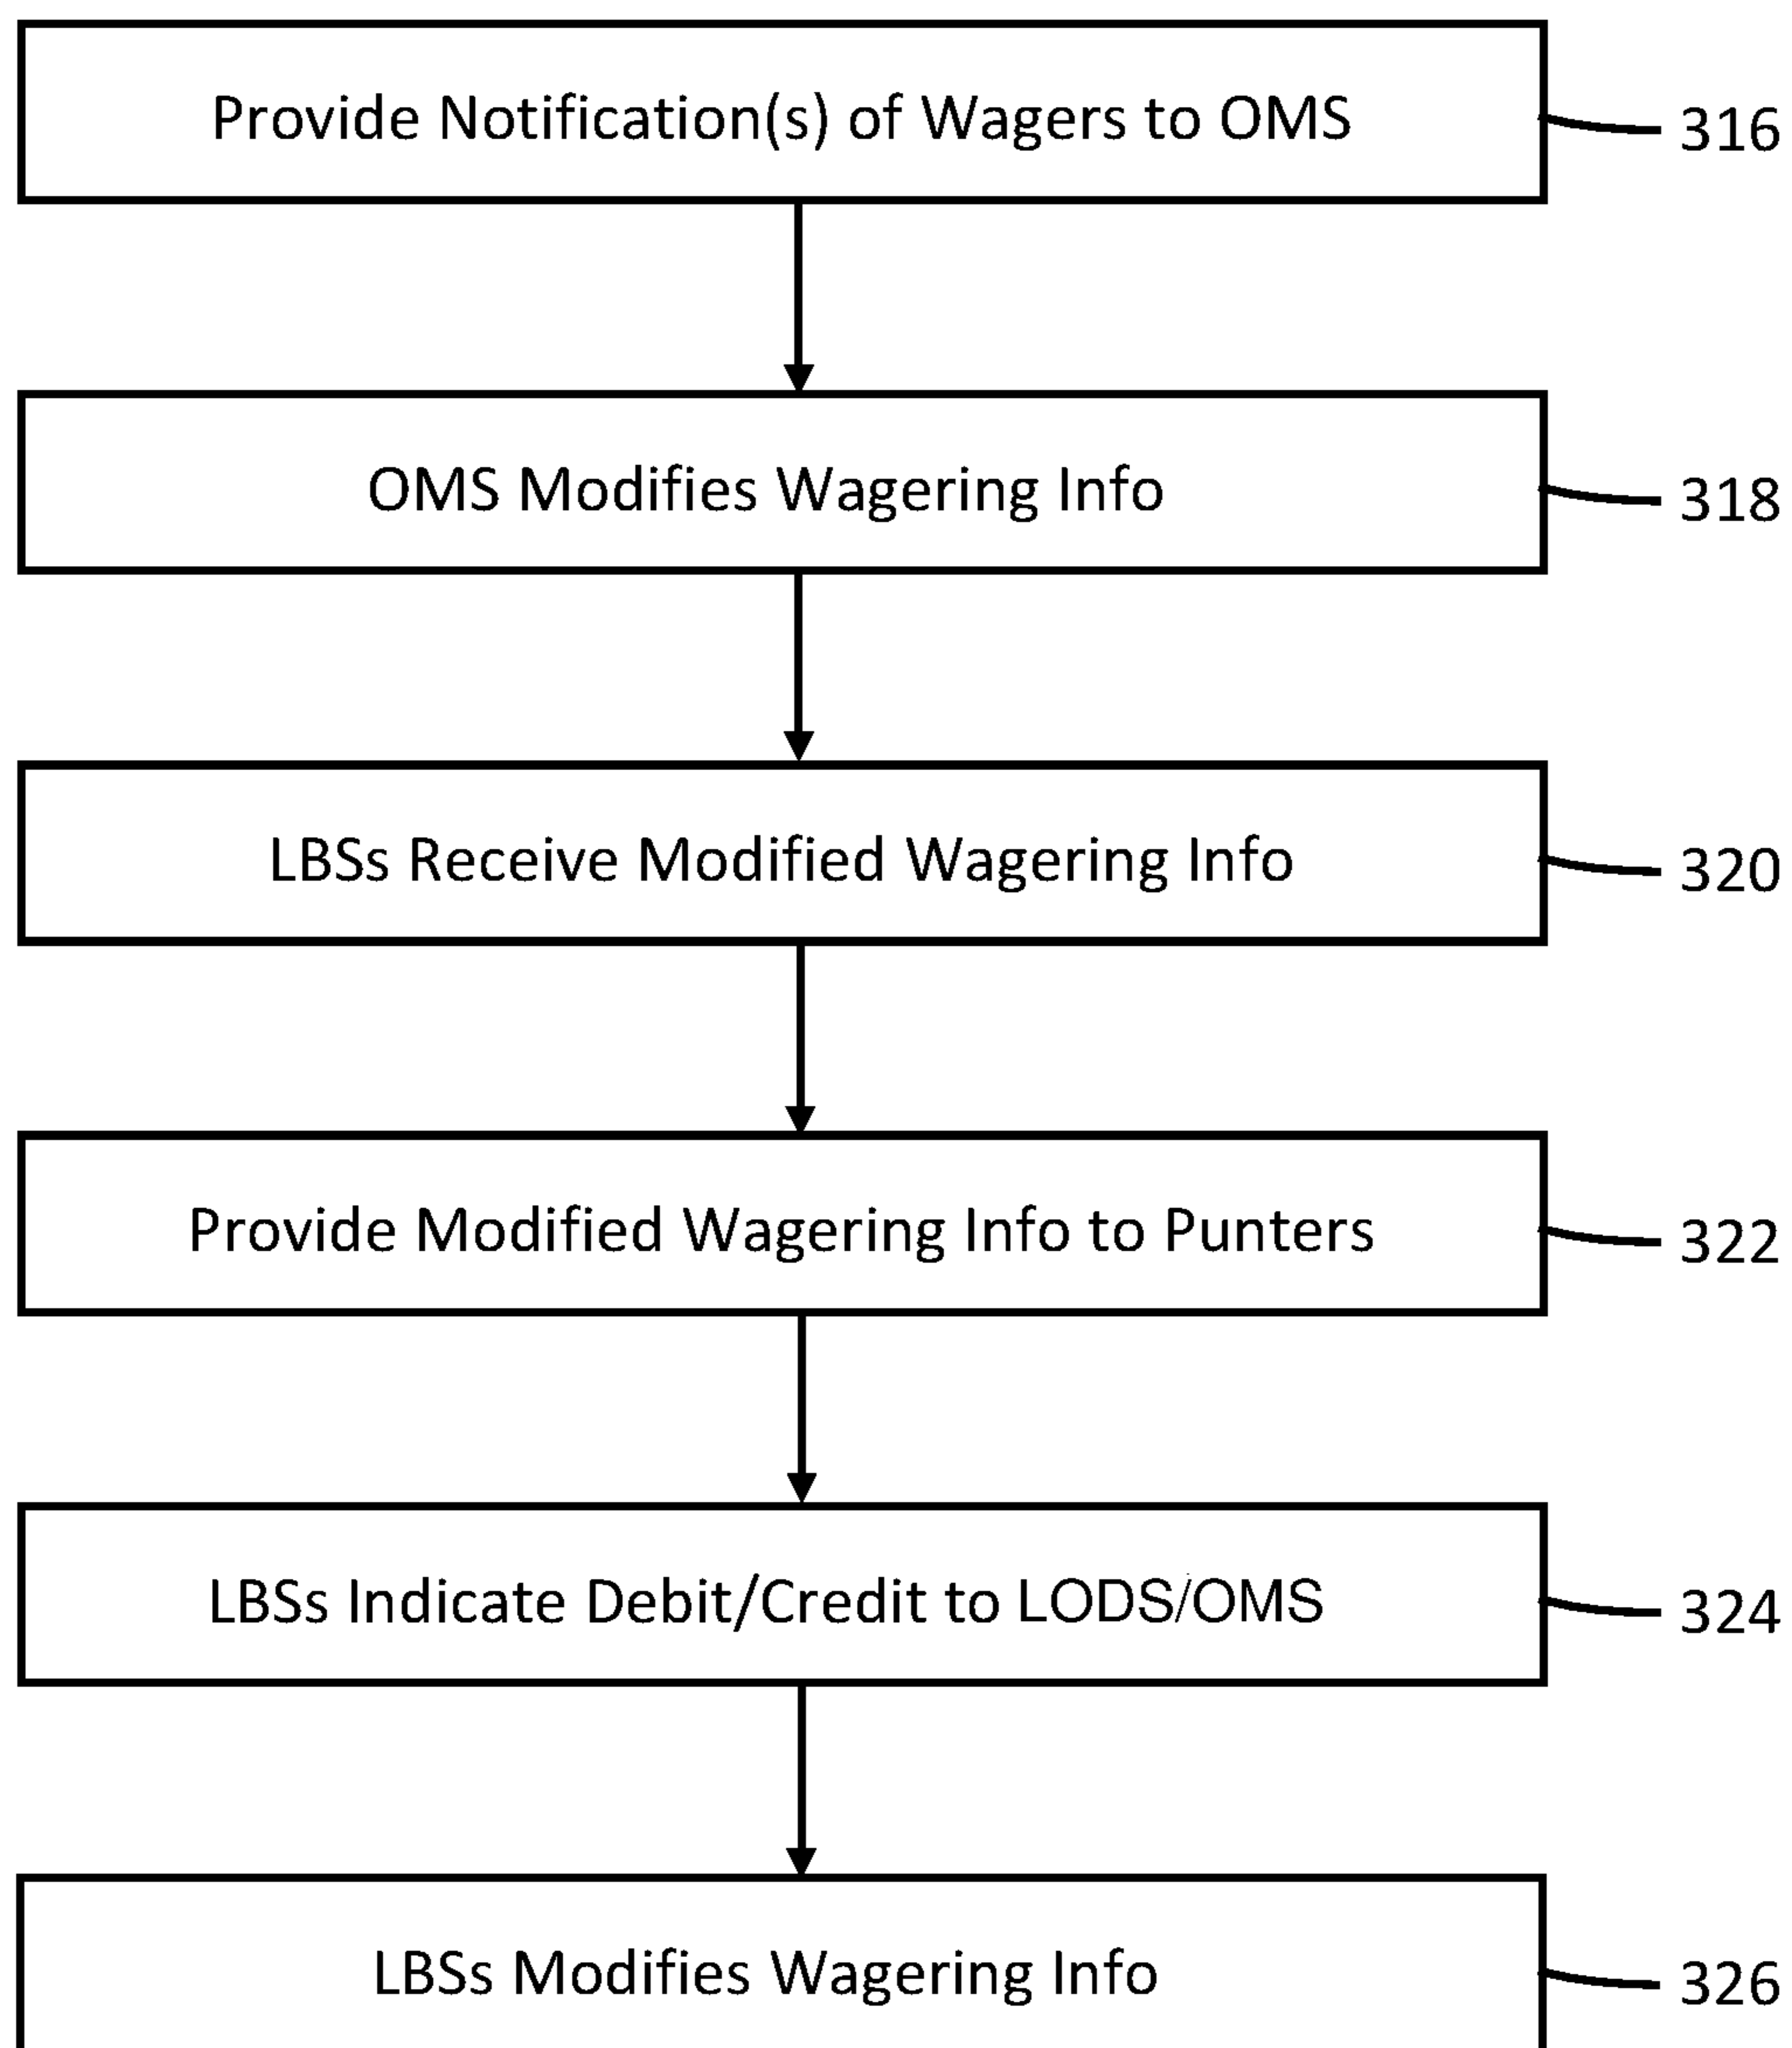 Provide Notification(s) of Wagers to OMS
316
OMS Modifies Wagering Info
318
LBSs Receive Modified Wagering Info
320
Provide Modified Wagering Info to Punters
322
LBSs Indicate Debit/Credit to LODS/OMS
324
LBSs Modifies Wagering Info
326